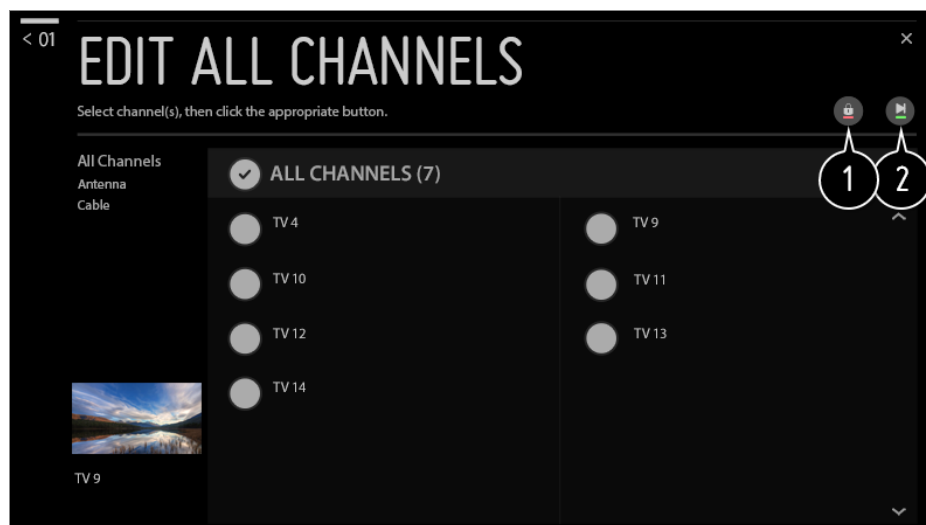 < 01
EDIT ALL CHANNELS
Select channel(s), then click the appropriate button.
1
2
All Channels
Antenna
Cable
ALL CHANNELS (7)
TV 4
TV 9
TV 10
TV 11
TV 12
TV 13
TV 14
TV 9